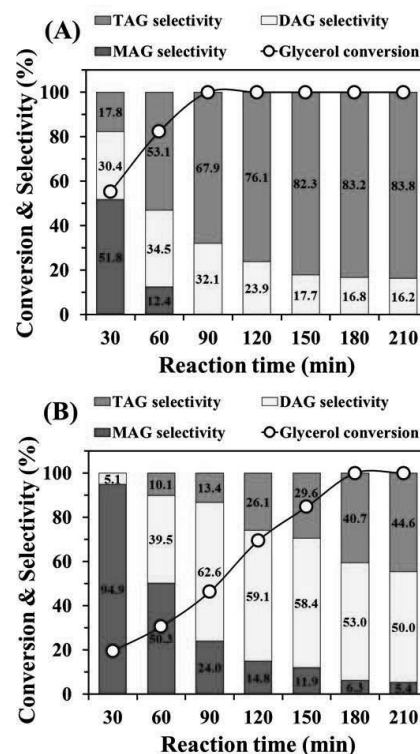 (A)
TAG selectivity DAG selectivity
MAG selectivity Glycerol conversion
Conversion & Selectivity (%)
100
80
60
40
20
0
17.8 30.4 51.8
53.1 34.5 12.4
67.9 32.1
76.1 23.9
82.3 17.7
83.2 16.8
83.8 16.2
30 60 90 120 150 180 210
Reaction time (min)
(B)
TAG selectivity DAG selectivity
MAG selectivity Glycerol conversion
Conversion & Selectivity (%)
100
80
60
40
20
0
5.1 94.9
10.1 39.5 50.3
13.4 62.6 24.0
26.1 59.1 14.8
29.6 58.4 11.9
40.7 53.0 6.3
44.6 50.0 5.4
30 60 90 120 150 180 210
Reaction time (min)